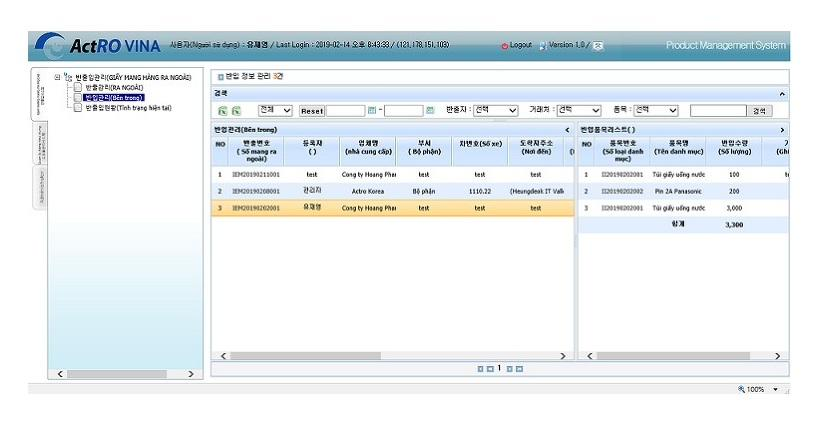 ActRO VINA
사용자(Người sử dụng) : 유재영 / Last Login : 2019-02-14 오후 8:43:33 / (121,178,151,103)
Logout Version 1,0 /
Product Management System
반출입관리(GIẤY MANG HÀNG RA NGOÀI)
반출관리(RA NGOÀI)
반입관리(Bên trong)
반출입현황(Tình trạng hiện tại)
반입 정보 관리 3건
검색
전체 Reset ~ 반출자 : 선택 거래처 : 선택 품목 : 선택 검색
반입관리(Bên trong)
NO 반출번호 ( Số mang ra ngoài) 등록자 ( ) 업체명 (nhà cung cấp) 부서 ( Bộ phận) 차번호(Số xe) 도착지주소 (Nơi đến)
1 IEM20190211001 test Cong ty Hoang Phar test test test
2 IEM20190208001 관리자 Actro Korea Bộ phận 1110.22 (Heungdeok IT Vall
3 IEM20190202001 유재영 Cong ty Hoang Phar test test test
반입품목리스트( )
NO 품목번호 (Số loại danh mục) 품목명 (Tên danh mục) 반입수량 (Số lượng)
1 II20190202001 Túi giấy uống nước 100
2 II20190202002 Pin 2A Panasonic 200
3 II20190202001 Túi giấy uống nước 3,000
합계 3,300
1
100%